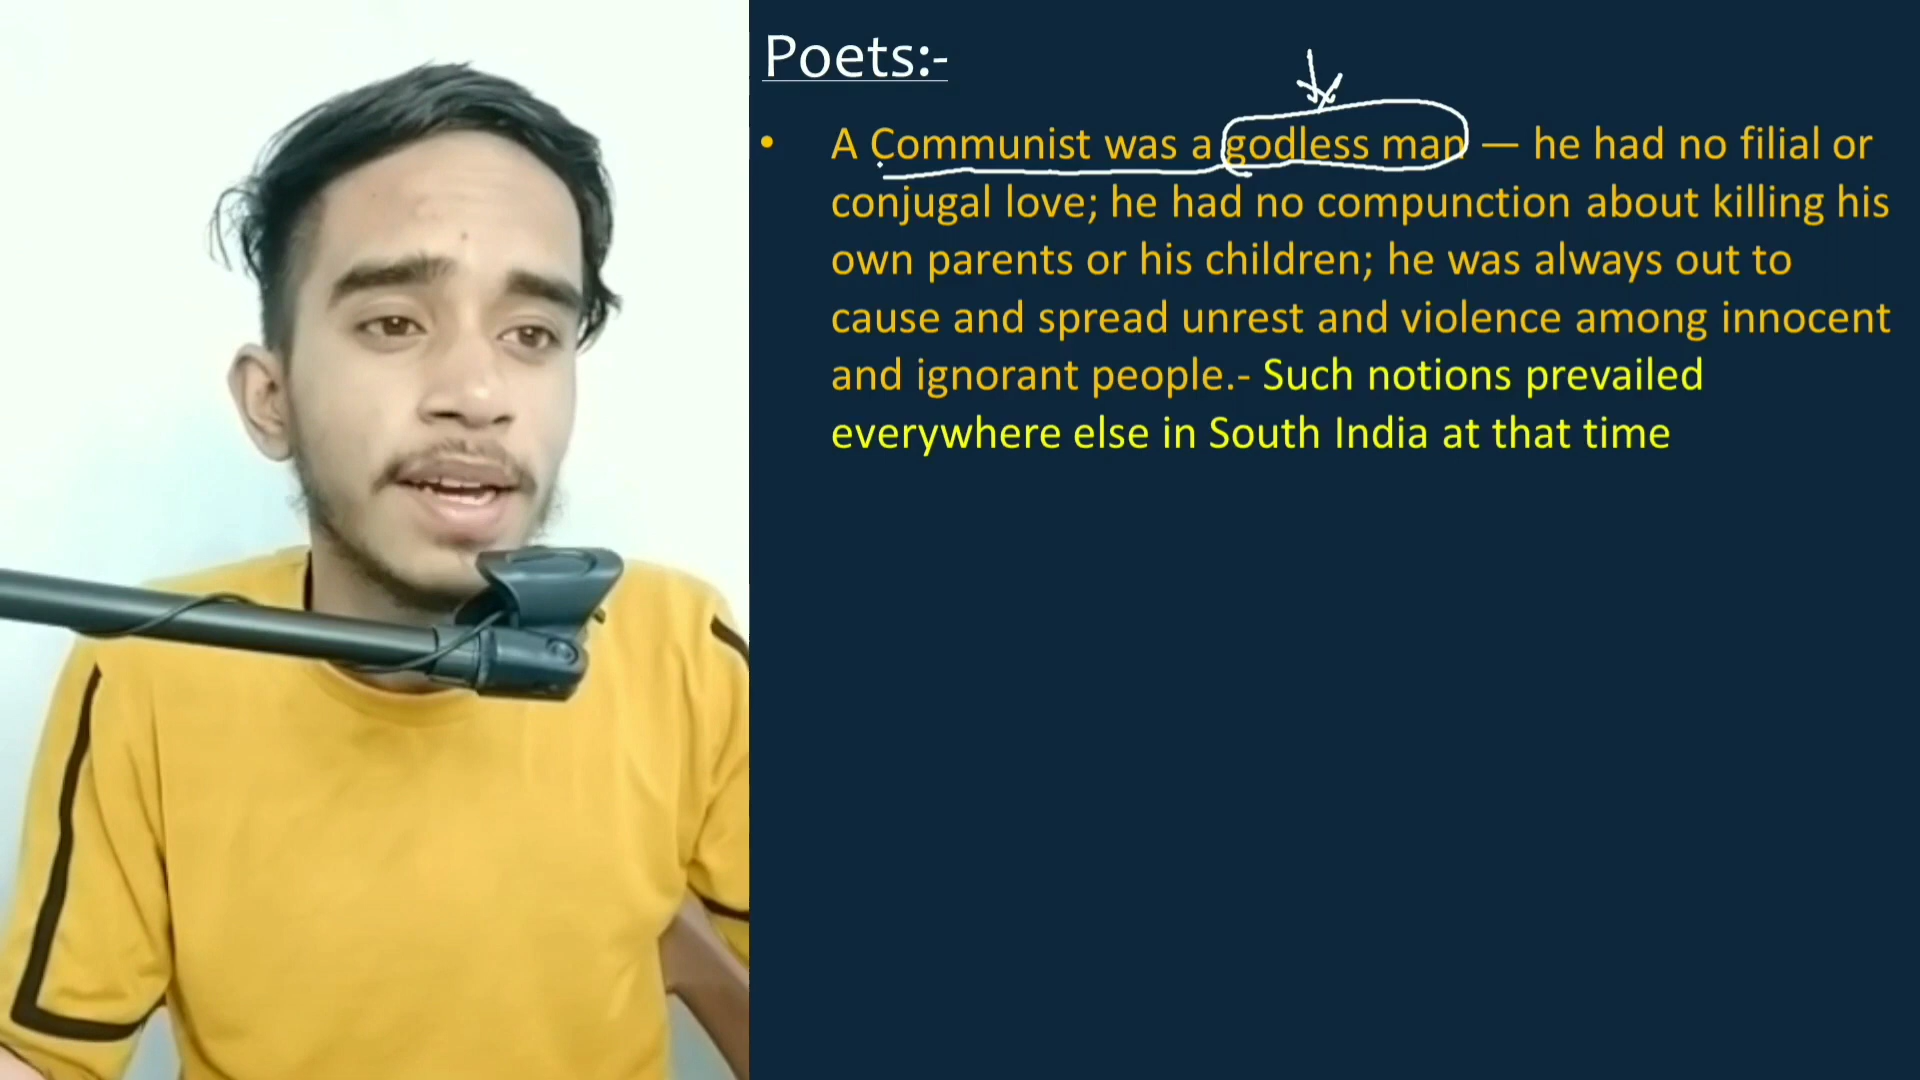 Poets:-
• A Communist was a godless man — he had no filial or
conjugal love; he had no compunction about killing his
own parents or his children; he was always out to
cause and spread unrest and violence among innocent
and ignorant people.- Such notions prevailed
everywhere else in South India at that time